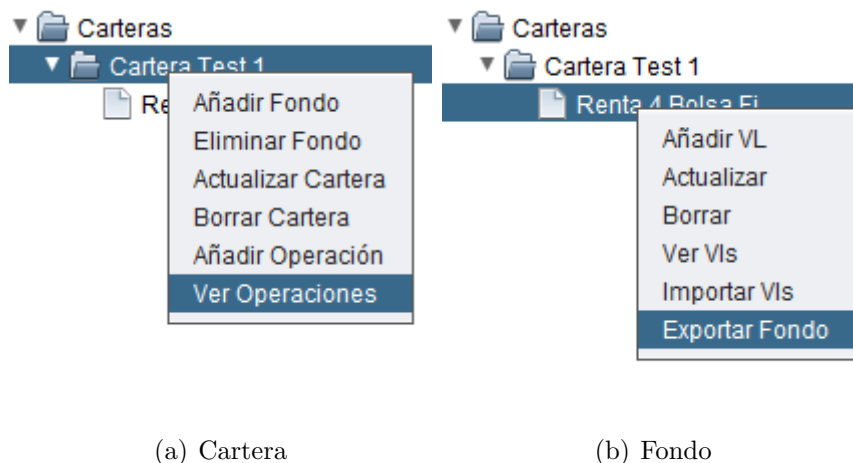 Carteras
Cartera Test 1
Re
Añadir Fondo
Eliminar Fondo
Actualizar Cartera
Borrar Cartera
Añadir Operación
Ver Operaciones
(a) Cartera
Carteras
Cartera Test 1
Renta 4 Bolsa Fi
Añadir VL
Actualizar
Borrar
Ver Vls
Importar Vls
Exportar Fondo
(b) Fondo